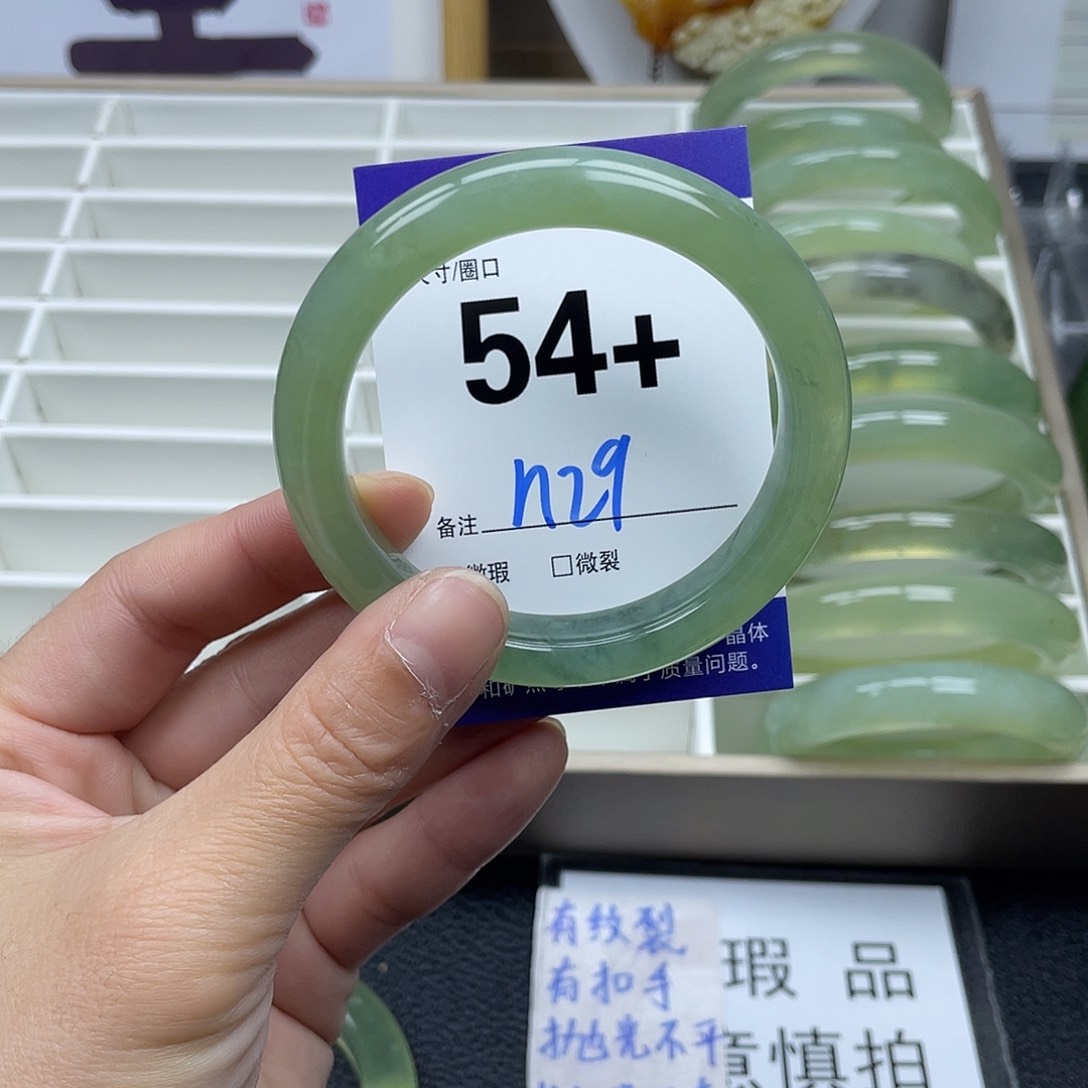 寸/圈口
54+
n29
备注
微瑕 □微裂
晶体
质量问题。
有纹裂
有扣手
抛光不平
瑕 品
意慎拍